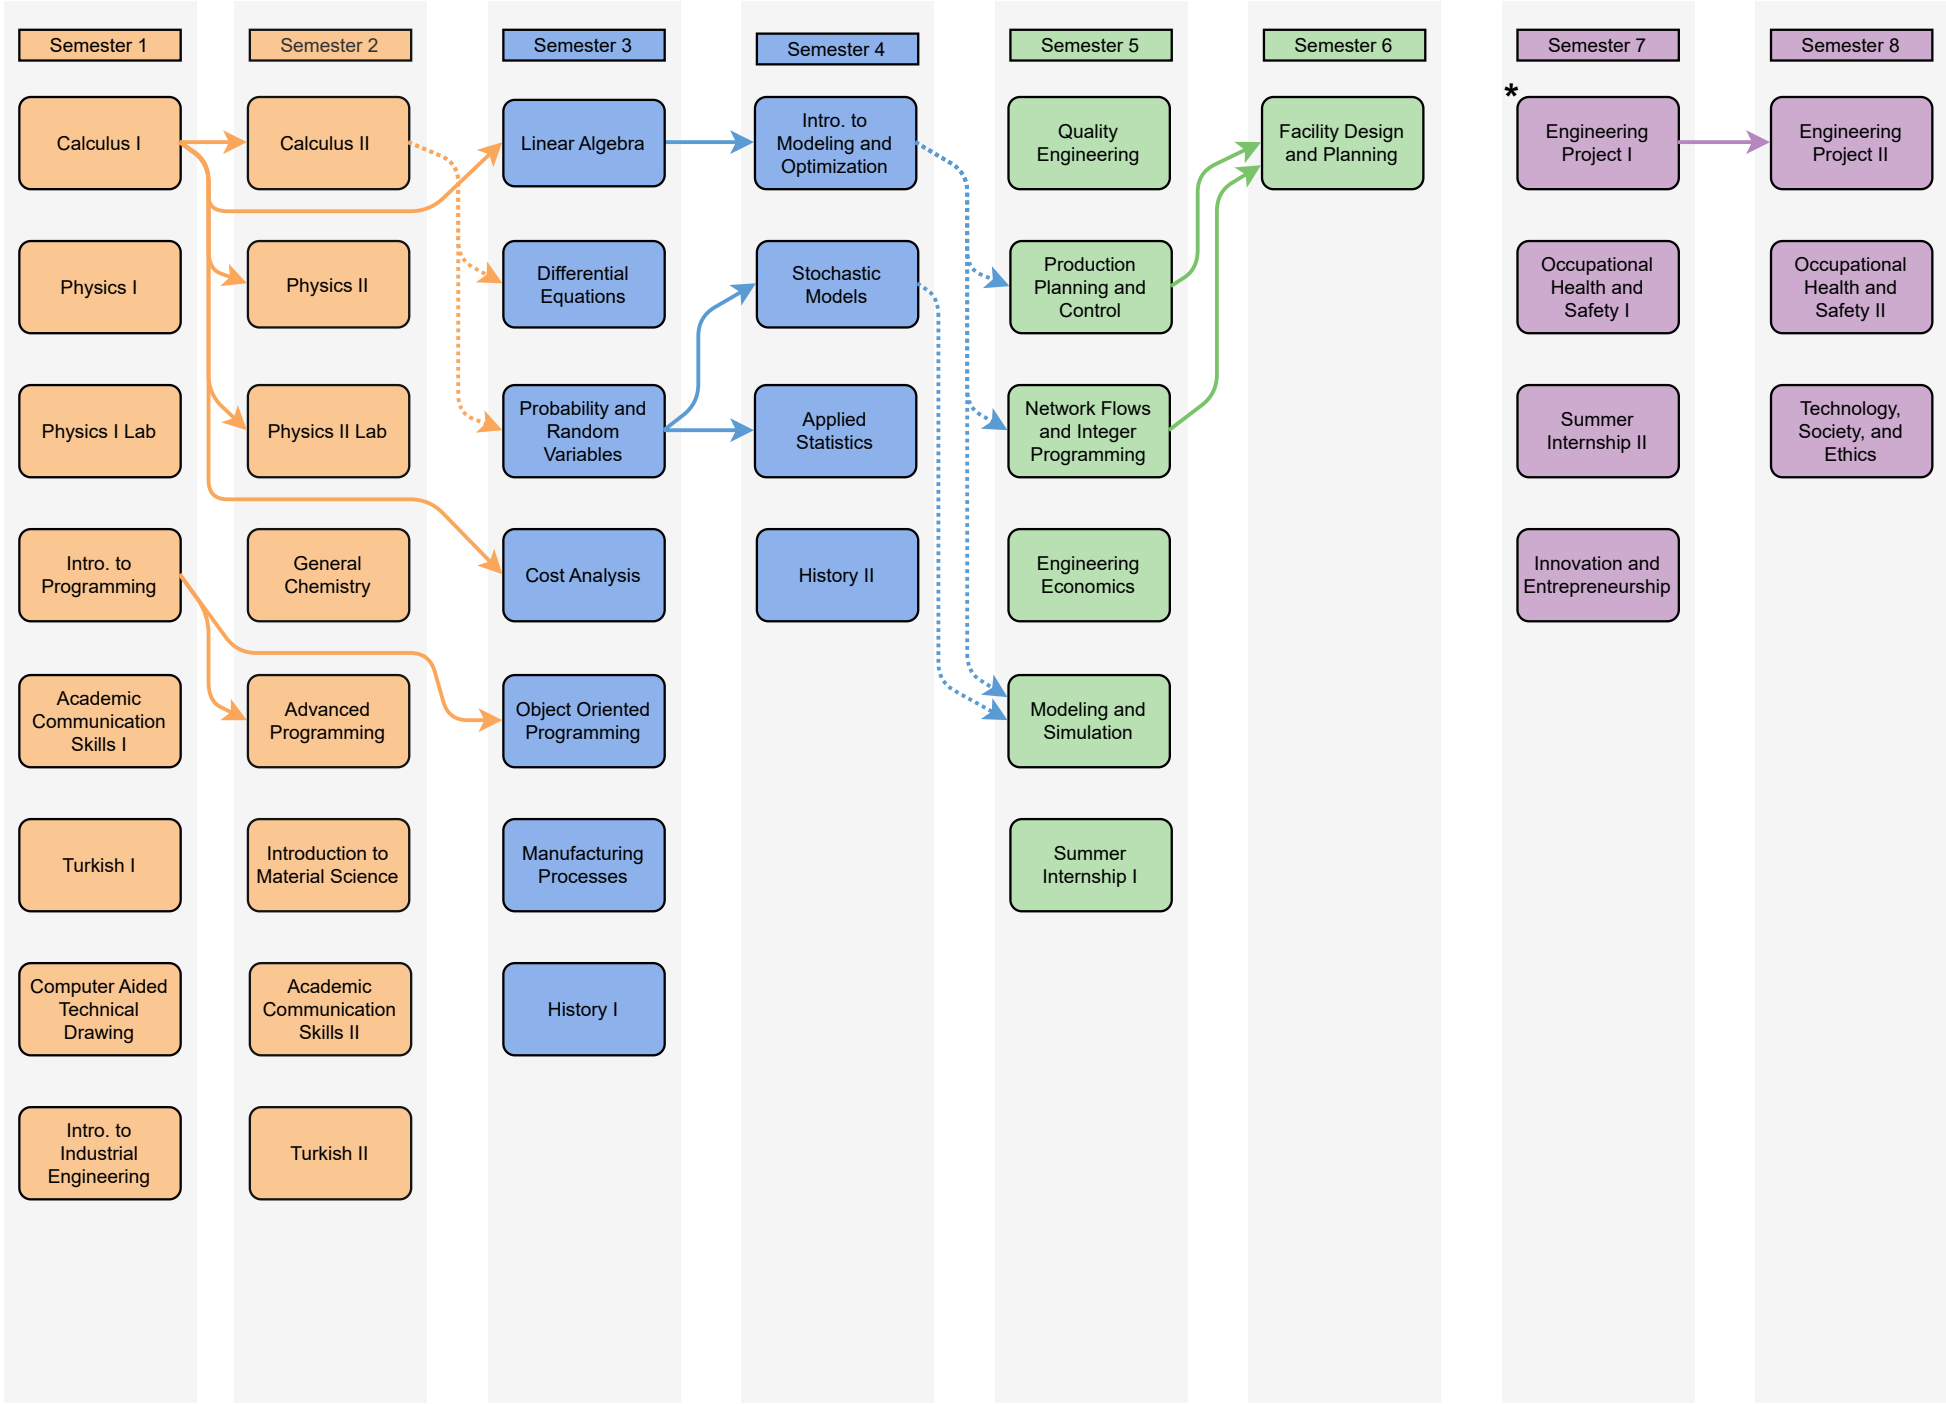 Semester 1
Semester 2
Semester 3
Semester 4
Semester 5
Semester 6
Semester 7
Semester 8
Calculus I
Physics I
Physics I Lab
Intro. to
Programming
Academic
Communication
Skills I
Turkish I
Computer Aided
Technical
Drawing
Intro. to
Industrial
Engineering
Calculus II
Physics II
Physics II Lab
General
Chemistry
Advanced
Programming
Introduction to
Material Science
Academic
Communication
Skills II
Turkish II
Linear Algebra
Differential
Equations
Probability and
Random
Variables
Cost Analysis
Object Oriented
Programming
Manufacturing
Processes
History I
Intro. to
Modeling and
Optimization
Stochastic
Models
Applied
Statistics
History II
Quality
Engineering
Production
Planning and
Control
Network Flows
and Integer
Programming
Engineering
Economics
Modeling and
Simulation
Summer
Internship I
Facility Design
and Planning
*
Engineering
Project I
Occupational
Health and
Safety I
Summer
Internship II
Innovation and
Entrepreneurship
Engineering
Project II
Occupational
Health and
Safety II
Technology,
Society, and
Ethics